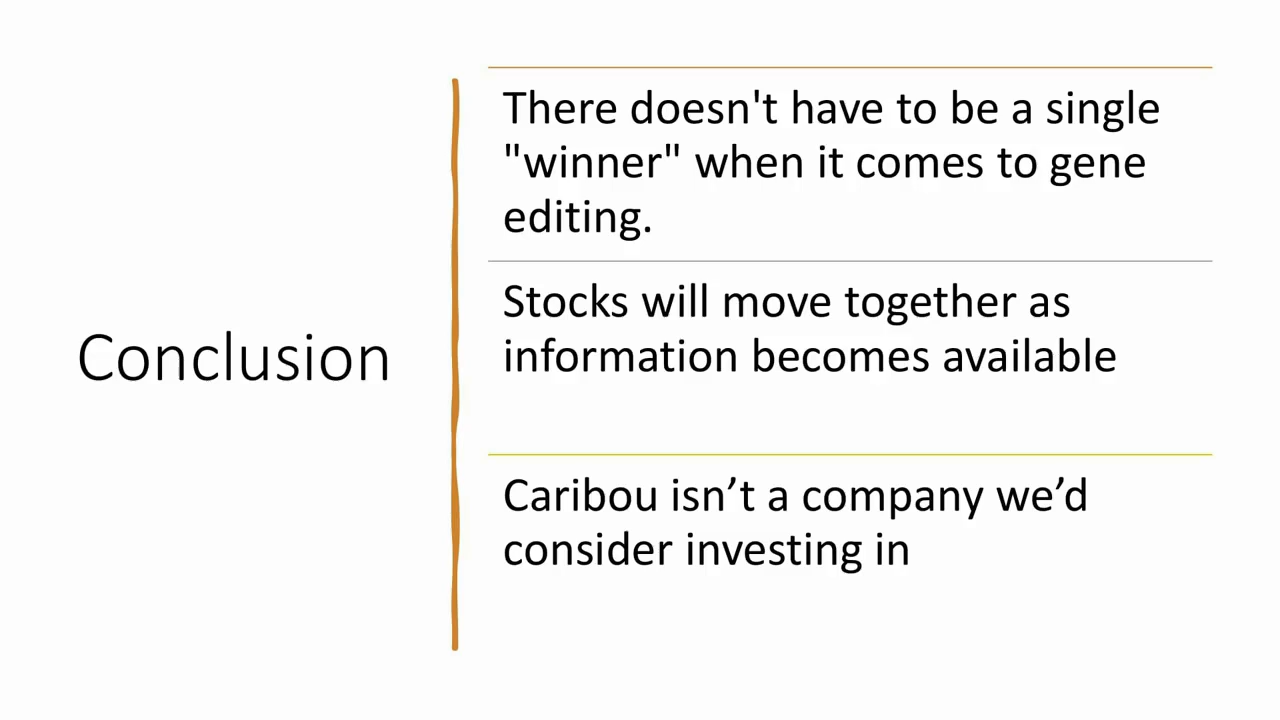 Conclusion
There doesn't have to be a single
"winner" when it comes to gene
editing.
Stocks will move together as
information becomes available
Caribou isn’t a company we’d
consider investing in